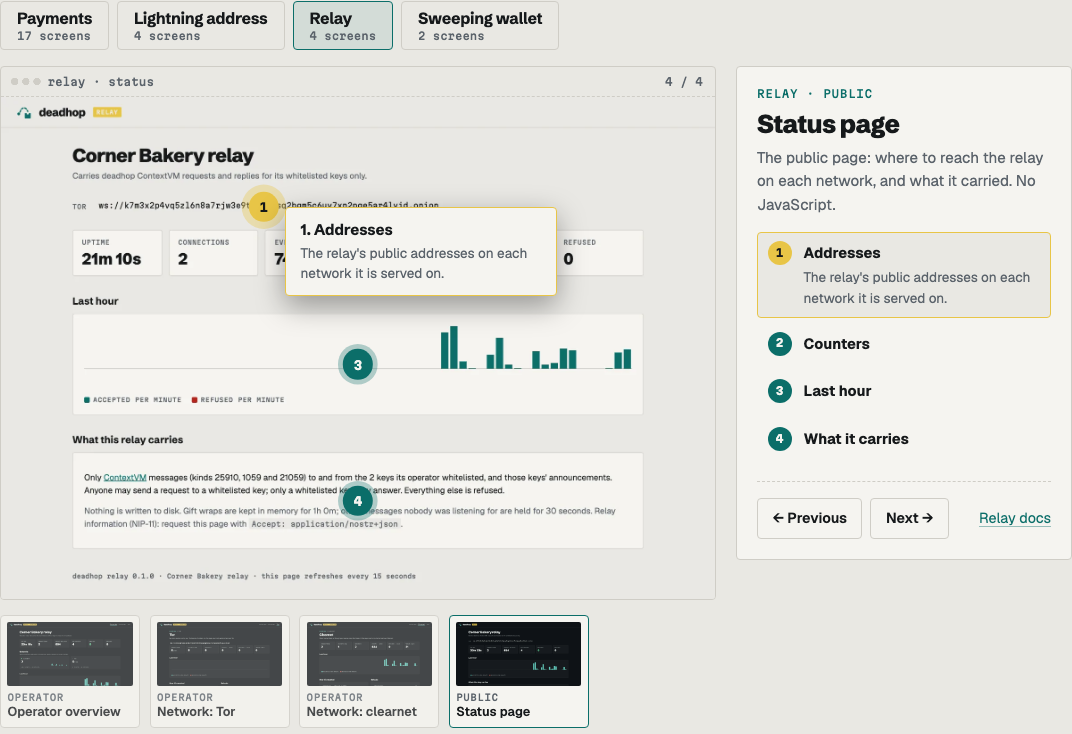 Payments
17 screens
Lightning address
4 screens
Relay
4 screens
Sweeping wallet
2 screens
relay · status
4 / 4
deadhop RELAY
Corner Bakery relay
Carries deadhop ContextVM requests and replies for its whitelisted keys only.
TOR
1
UPTIME
21m 10s
CONNECTIONS
2
REFUSED
0
1. Addresses
The relay's public addresses on each
network it is served on.
Last hour
3
ACCEPTED PER MINUTE REFUSED PER MINUTE
What this relay carries
Only ContextVM messages (kinds 25910, 1059 and 21059) to and from the 2 keys its operator whitelisted, and those keys' announcements.
Anyone may send a request to a whitelisted key; only a whitelisted answer. Everything else is refused.
4
Nothing is written to disk. Gift wraps are kept in memory for 1h 0m; messages nobody was listening for are held for 30 seconds. Relay
information (NIP-11): request this page with Accept: application/nostr+json.
deadhop relay 0.1.0 · Corner Bakery relay · this page refreshes every 15 seconds
RELAY · PUBLIC
Status page
The public page: where to reach the relay
on each network, and what it carried. No
JavaScript.
1 Addresses
The relay's public addresses on each
network it is served on.
2 Counters
3 Last hour
4 What it carries
← Previous
Next →
Relay docs
OPERATOR
Operator overview
OPERATOR
Network: Tor
OPERATOR
Network: clearnet
PUBLIC
Status page